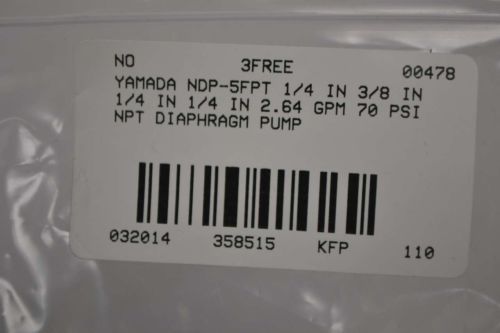 NO 3FREE 00478
YAMADA NDP-5FPT 1/4 IN 3/8 IN
1/4 IN 1/4 IN 2.64 GPM 70 PSI
NPT DIAPHRAGM PUMP
032014 358515 KFP 110